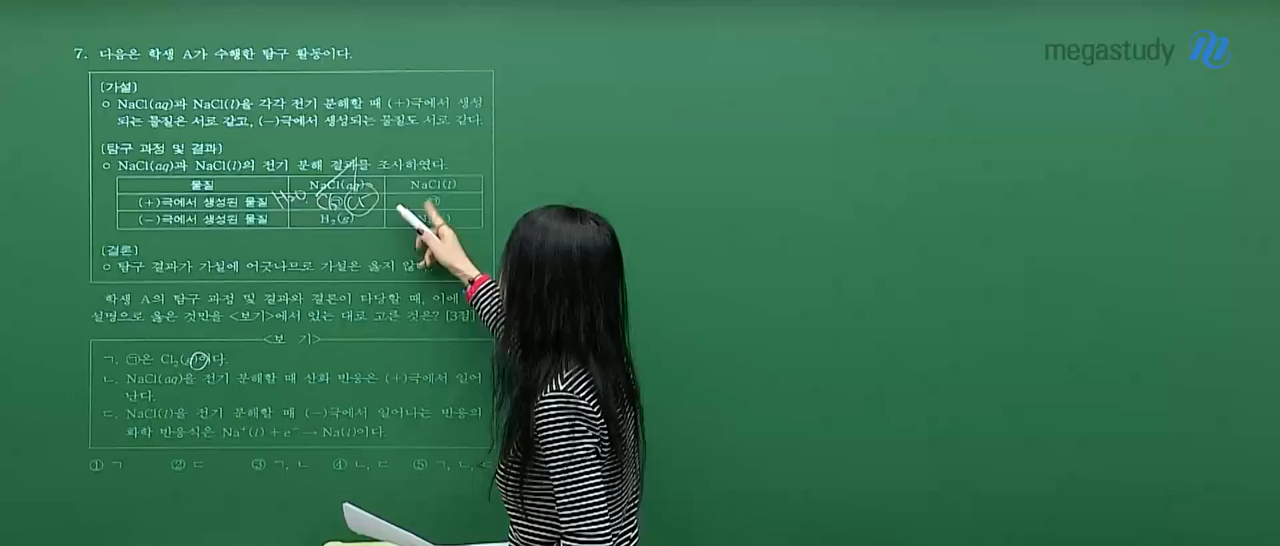 megastudy
7. 다음은 학생 A가 수행한 탐구 활동이다.
[가설]
○ NaCl(aq)과 NaCl(l)을 각각 전기 분해할 때 (+)극에서 생성
되는 물질은 서로 같고, (-)극에서 생성되는 물질도 서로 같다.
[탐구 과정 및 결과]
○ NaCl(aq)과 NaCl(l)의 전기 분해 결과를 조사하였다.
물질 NaCl(aq) NaCl(l)
(+)극에서 생성된 물질 ㉠
(-)극에서 생성된 물질 H₂(g)
[결론]
○ 탐구 결과가 가설에 어긋나므로 가설은 옳지
학생 A의 탐구 과정 및 결과와 결론이 타당할 때, 이에
설명으로 옳은 것만을 <보기>에서 있는 대로 고른 것은? [3점]
<보 기>
ㄱ. ㉠은 Cl₂(g)이다.
ㄴ. NaCl(aq)을 전기 분해할 때 산화 반응은 (+)극에서 일어
난다.
ㄷ. NaCl(l)을 전기 분해할 때 (-)극에서 일어나는 반응의
화학 반응식은 Na⁺(l) + e⁻ → Na(l)이다.
① ㄱ ② ㄷ ③ ㄱ, ㄴ ④ ㄴ, ㄷ ⑤ ㄱ, ㄴ, ㄷ